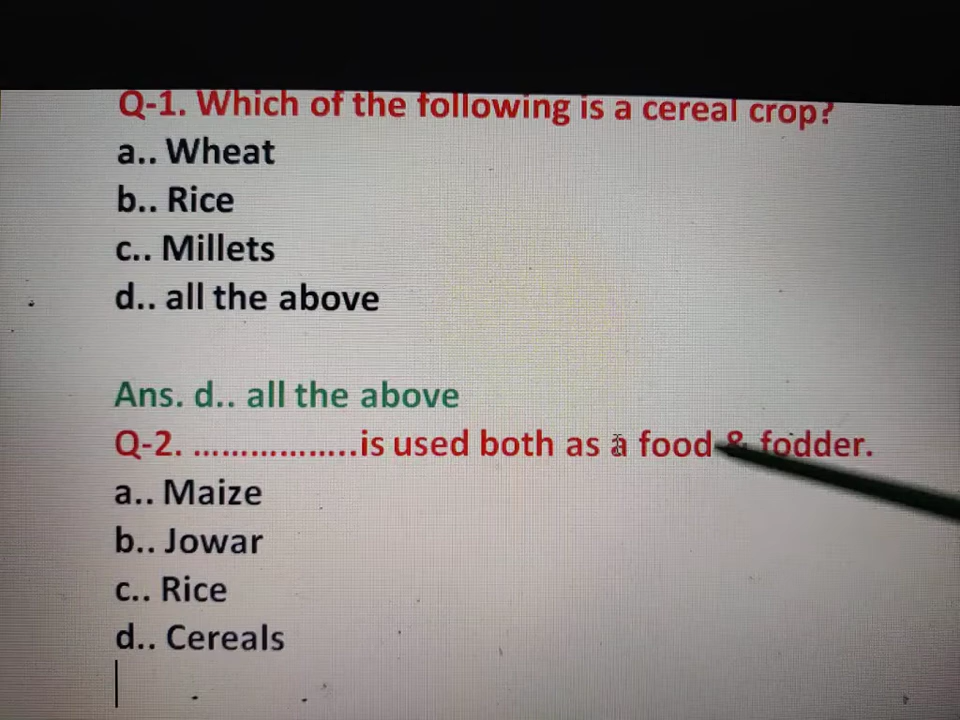 Q-1. Which of the following is a cereal crop?
a.. Wheat
b.. Rice
c.. Millets
d.. all the above
Ans. d.. all the above
Q-2. ..................is used both as a food & fodder.
a.. Maize
b.. Jowar
c.. Rice
d.. Cereals